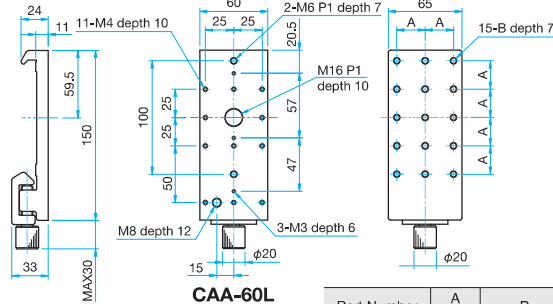 24
11
59.5
150
33
MAX30
11-M4 depth 10
60
25
25
2-M6 P1 depth 7
20.5
M16 P1
depth 10
100
25
25
50
57
47
M8 depth 12
3-M3 depth 6
φ20
15
CAA-60L
65
A
A
15-B depth 7
A
A
A
A
φ20
A
B